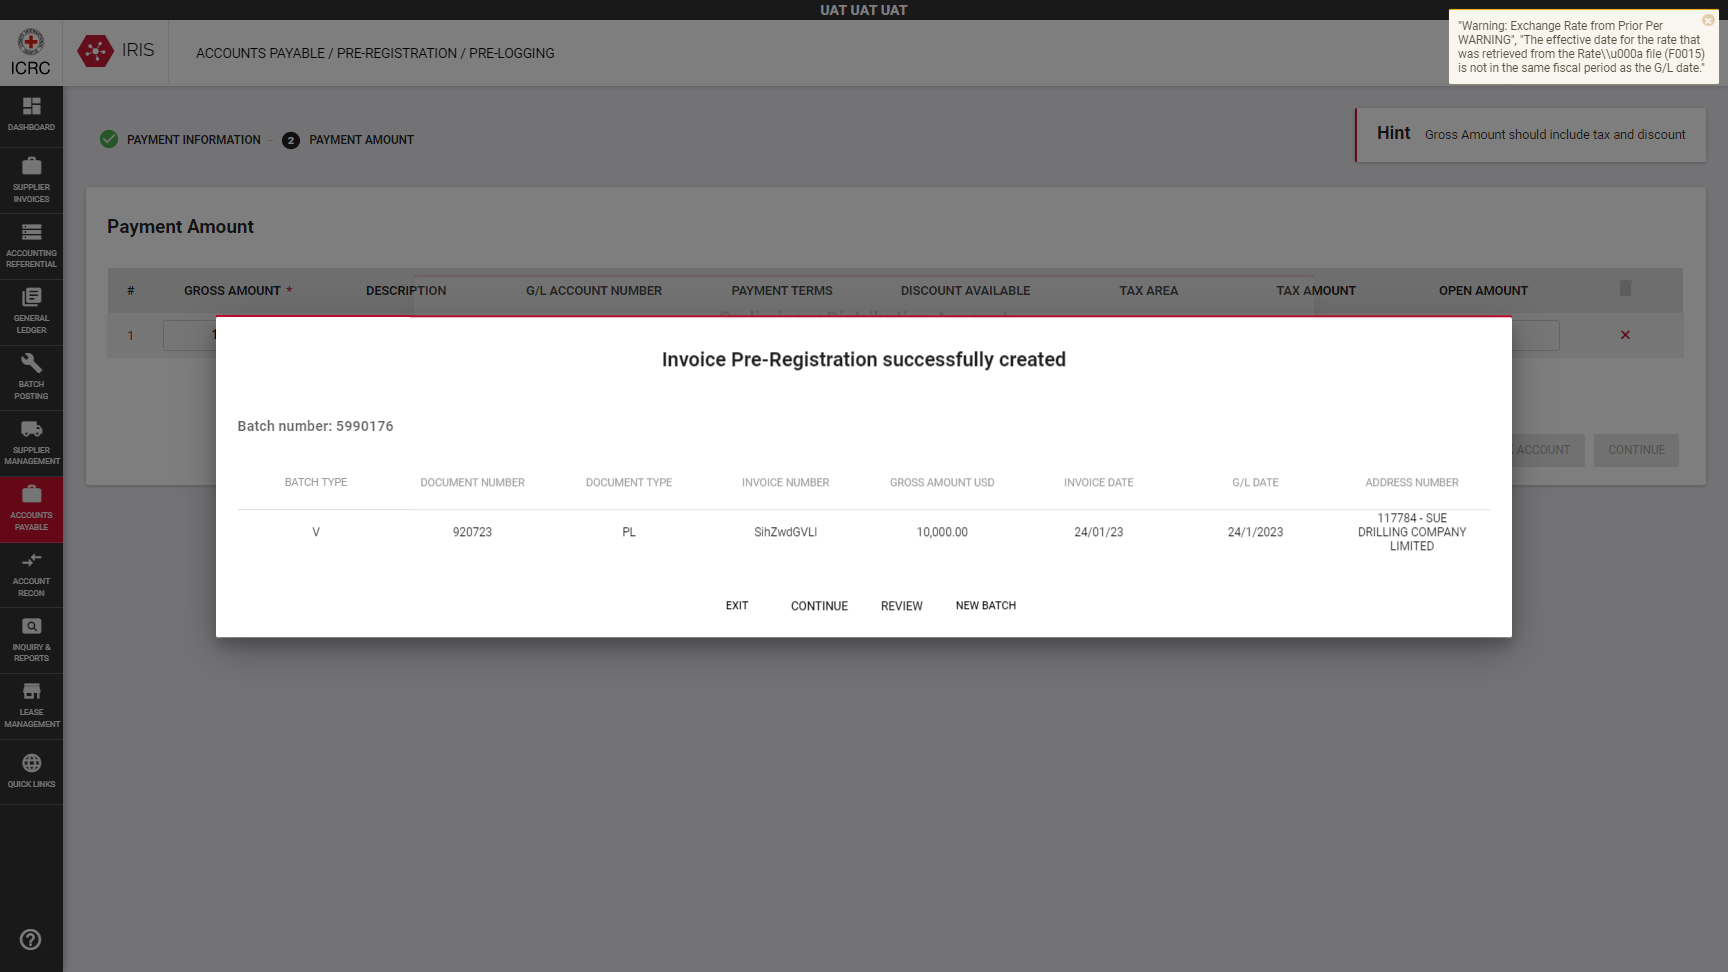 UAT UAT UAT
ICRC
IRIS
ACCOUNTS PAYABLE / PRE-REGISTRATION / PRE-LOGGING
"Warning: Exchange Rate from Prior Per
WARNING", "The effective date for the rate that
was retrieved from the Rate\\u000a file (F0015)
is not in the same fiscal period as the G/L date."
DASHBOARD
SUPPLIER
INVOICES
ACCOUNTING
REFERENTIAL
GENERAL
LEDGER
BATCH
POSTING
SUPPLIER
MANAGEMENT
ACCOUNTS
PAYABLE
ACCOUNT
RECON
INQUIRY &
REPORTS
LEASE
MANAGEMENT
QUICK LINKS
PAYMENT INFORMATION
2 PAYMENT AMOUNT
Hint Gross Amount should include tax and discount
Payment Amount
# GROSS AMOUNT * DESCRIPTION G/L ACCOUNT NUMBER PAYMENT TERMS DISCOUNT AVAILABLE TAX AREA TAX AMOUNT OPEN AMOUNT
1
ACCOUNT CONTINUE
Invoice Pre-Registration successfully created
Batch number: 5990176
BATCH TYPE DOCUMENT NUMBER DOCUMENT TYPE INVOICE NUMBER GROSS AMOUNT USD INVOICE DATE G/L DATE ADDRESS NUMBER
V 920723 PL SihZwdGVLl 10,000.00 24/01/23 24/1/2023 117784 - SUE
DRILLING COMPANY
LIMITED
EXIT CONTINUE REVIEW NEW BATCH